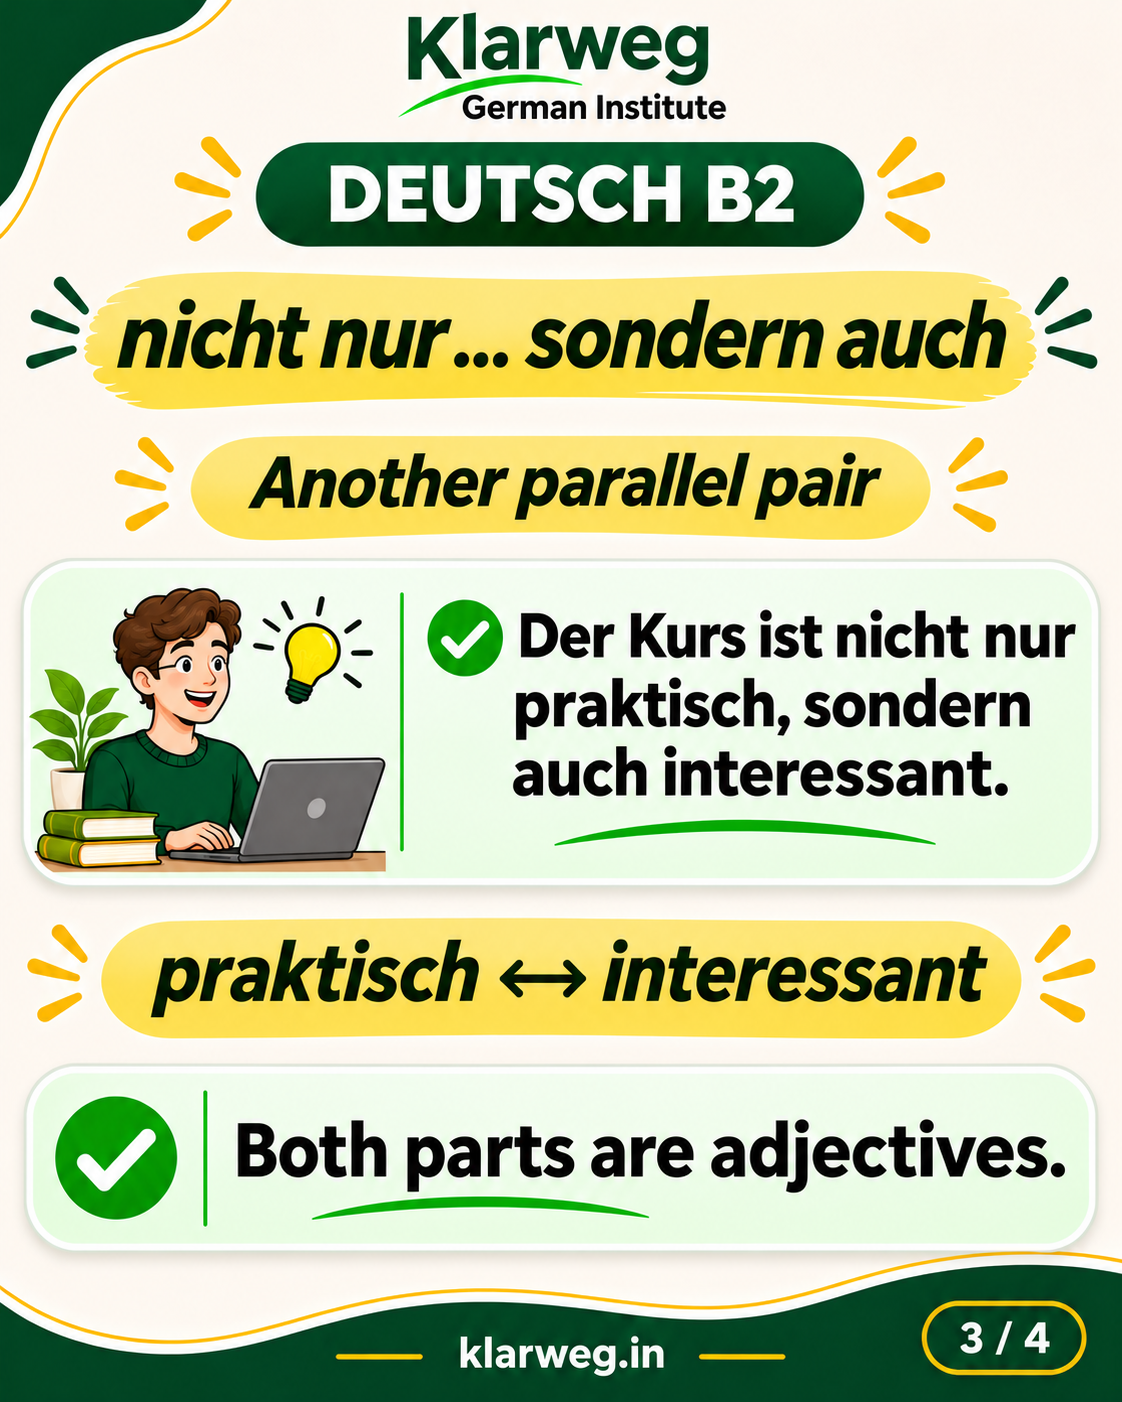 Klarweg
German Institute
DEUTSCH B2
nicht nur... sondern auch
Another parallel pair
Der Kurs ist nicht nur
praktisch, sondern
auch interessant.
praktisch ↔ interessant
Both parts are adjectives.
klarweg.in
3 / 4